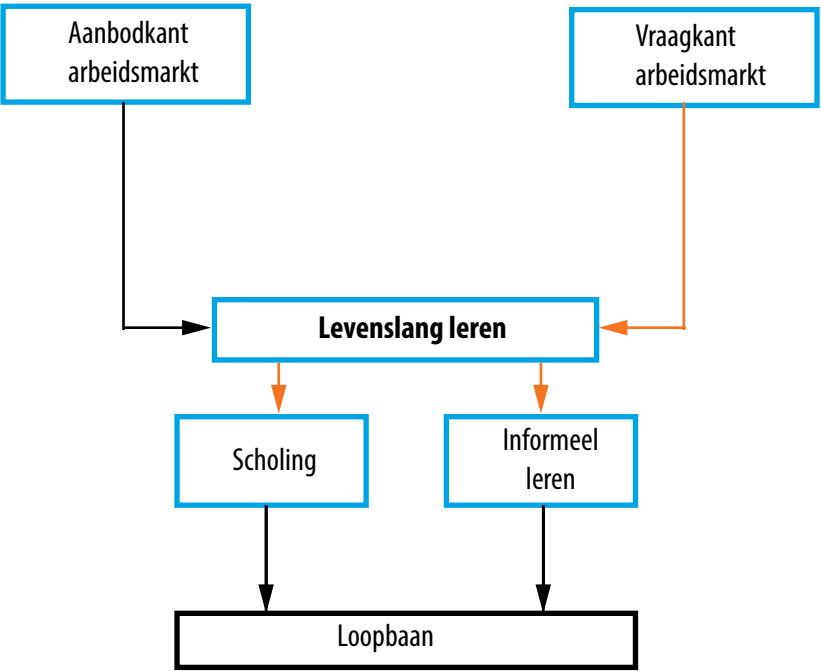 Aanbodkant
arbeidsmarkt
Vraagkant
arbeidsmarkt
Levenslang leren
Scholing
Informeel
leren
Loopbaan